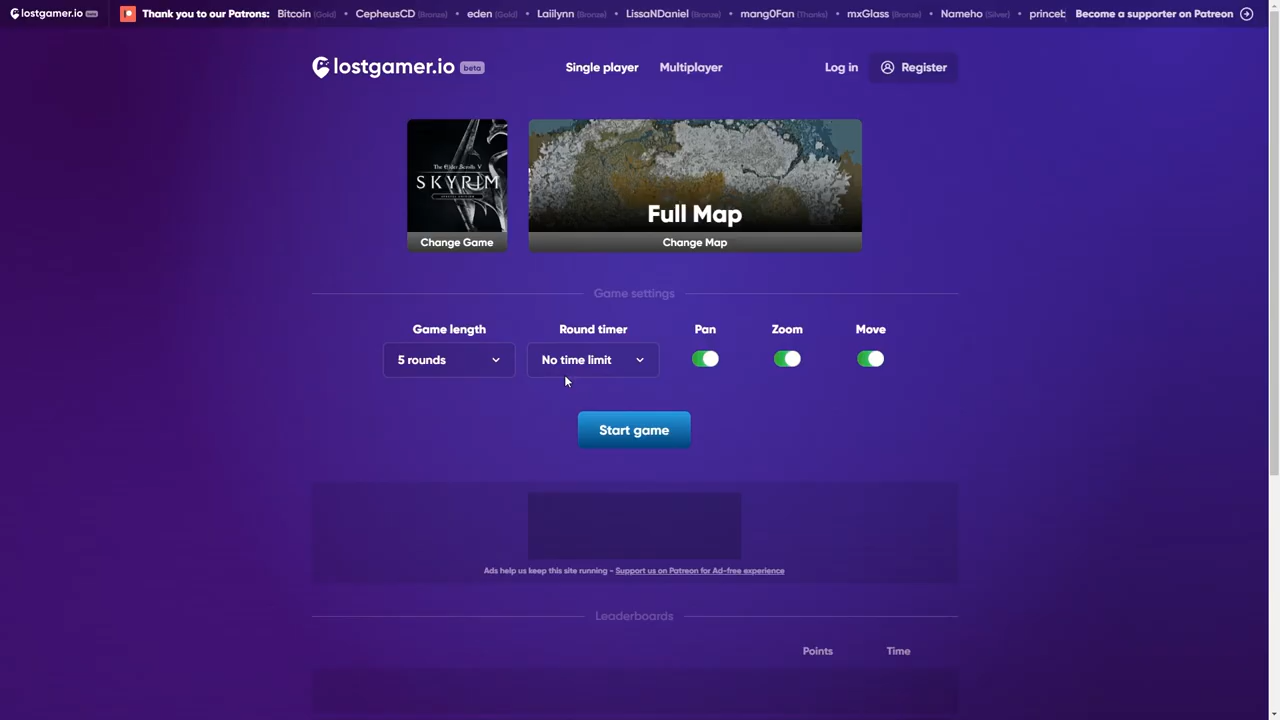 lostgamer.io beta Thank you to our Patrons: Bitcoin (Gold) • CepheusCD (Bronze) • eden (Gold) • Laiilynn (Bronze) • LissaNDaniel (Bronze) • mang0Fan (Thanks) • mxGlass (Bronze) • Nameho (Silver) • princeb Become a supporter on Patreon
lostgamer.io beta Single player Multiplayer Log in Register
The Elder Scrolls V
SKYRIM
SPECIAL EDITION
Full Map
Change Game Change Map
Game settings
Game length Round timer Pan Zoom Move
5 rounds No time limit
Start game
Ads help us keep this site running - Support us on Patreon for Ad-free experience
Leaderboards
Points Time